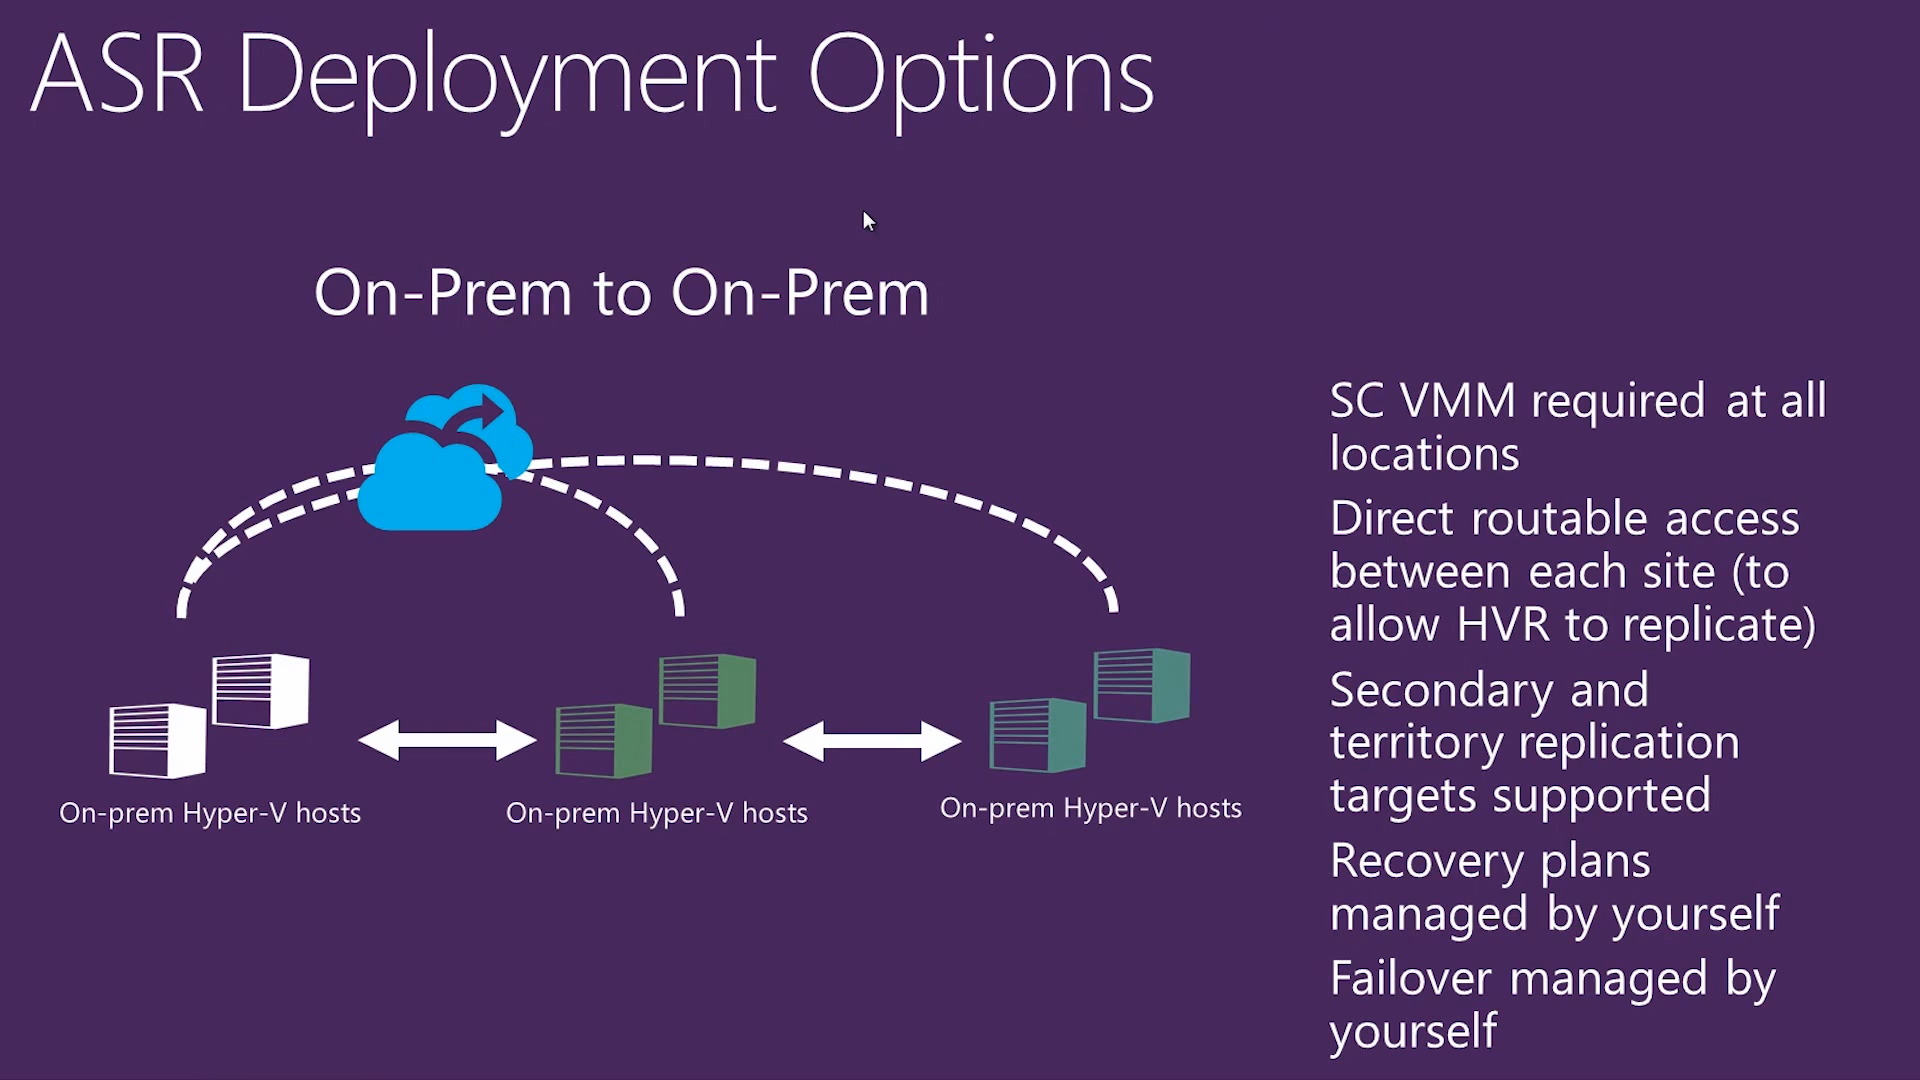 ASR Deployment Options
On-Prem to On-Prem
On-prem Hyper-V hosts
On-prem Hyper-V hosts
On-prem Hyper-V hosts
SC VMM required at all
locations
Direct routable access
between each site (to
allow HVR to replicate)
Secondary and
territory replication
targets supported
Recovery plans
managed by yourself
Failover managed by
yourself